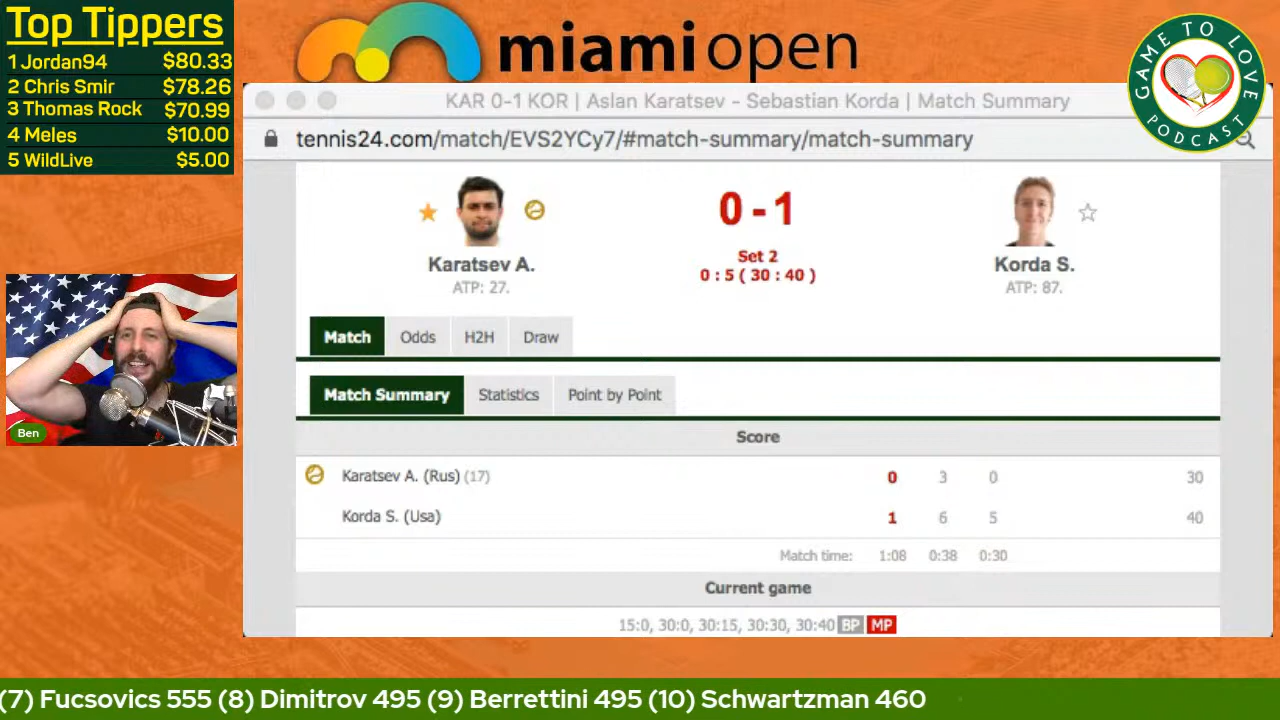 Top Tippers
1 Jordan94 $80.33
2 Chris Smir $78.26
3 Thomas Rock $70.99
4 Meles $10.00
5 WildLive $5.00
miami open
GAME TO LOVE
PODCAST
KAR 0-1 KOR | Aslan Karatsev - Sebastian Korda | Match Summary
tennis24.com/match/EVS2YCy7/#match-summary/match-summary
0 - 1
Set 2
0 : 5 ( 30 : 40 )
Karatsev A.
ATP: 27.
Korda S.
ATP: 87.
Match Odds H2H Draw
Match Summary Statistics Point by Point
Score
Karatsev A. (Rus) (17) 0 3 0 30
Korda S. (Usa) 1 6 5 40
Match time: 1:08 0:38 0:30
Current game
15:0, 30:0, 30:15, 30:30, 30:40 BP MP
Ben
(7) Fucsovics 555 (8) Dimitrov 495 (9) Berrettini 495 (10) Schwartzman 460